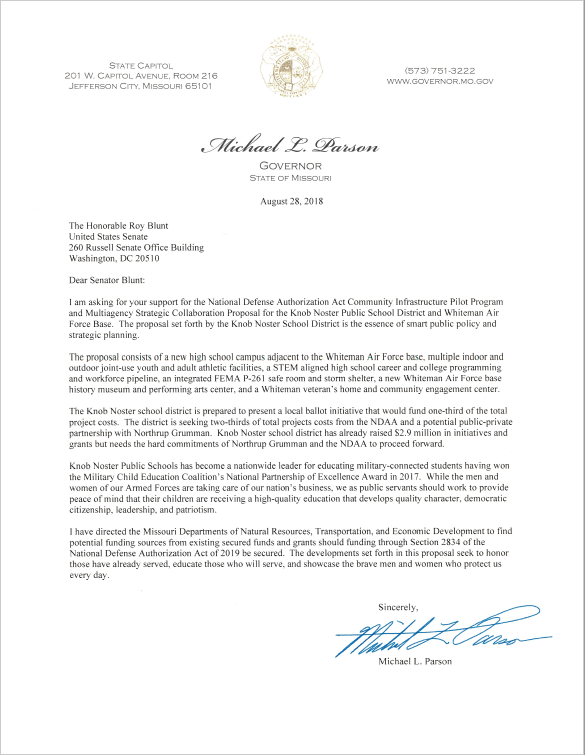 STATE CAPITOL
201 W. CAPITOL AVENUE, ROOM 216
JEFFERSON CITY, MISSOURI 65101
(573) 751-3222
WWW.GOVERNOR.MO.GOV
Michael L. Parson
GOVERNOR
STATE OF MISSOURI
August 28, 2018
The Honorable Roy Blunt
United States Senate
260 Russell Senate Office Building
Washington, DC 20510
Dear Senator Blunt:
I am asking for your support for the National Defense Authorization Act Community Infrastructure Pilot Program
and Multiagency Strategic Collaboration Proposal for the Knob Noster Public School District and Whiteman Air
Force Base. The proposal set forth by the Knob Noster School District is the essence of smart public policy and
strategic planning.
The proposal consists of a new high school campus adjacent to the Whiteman Air Force base, multiple indoor and
outdoor joint-use youth and adult athletic facilities, a STEM aligned high school career and college programming
and workforce pipeline, an integrated FEMA P-261 safe room and storm shelter, a new Whiteman Air Force base
history museum and performing arts center, and a Whiteman veteran's home and community engagement center.
The Knob Noster school district is prepared to present a local ballot initiative that would fund one-third of the total
project costs. The district is seeking two-thirds of total projects costs from the NDAA and a potential public-private
partnership with Northrup Grumman. Knob Noster school district has already raised $2.9 million in initiatives and
grants but needs the hard commitments of Northrup Grumman and the NDAA to proceed forward.
Knob Noster Public Schools has become a nationwide leader for educating military-connected students having won
the Military Child Education Coalition's National Partnership of Excellence Award in 2017. While the men and
women of our Armed Forces are taking care of our nation's business, we as public servants should work to provide
peace of mind that their children are receiving a high-quality education that develops quality character, democratic
citizenship, leadership, and patriotism.
I have directed the Missouri Departments of Natural Resources, Transportation, and Economic Development to find
potential funding sources from existing secured funds and grants should funding through Section 2834 of the
National Defense Authorization Act of 2019 be secured. The developments set forth in this proposal seek to honor
those have already served, educate those who will serve, and showcase the brave men and women who protect us
every day.
Sincerely,
Michael L Parson
Michael L. Parson